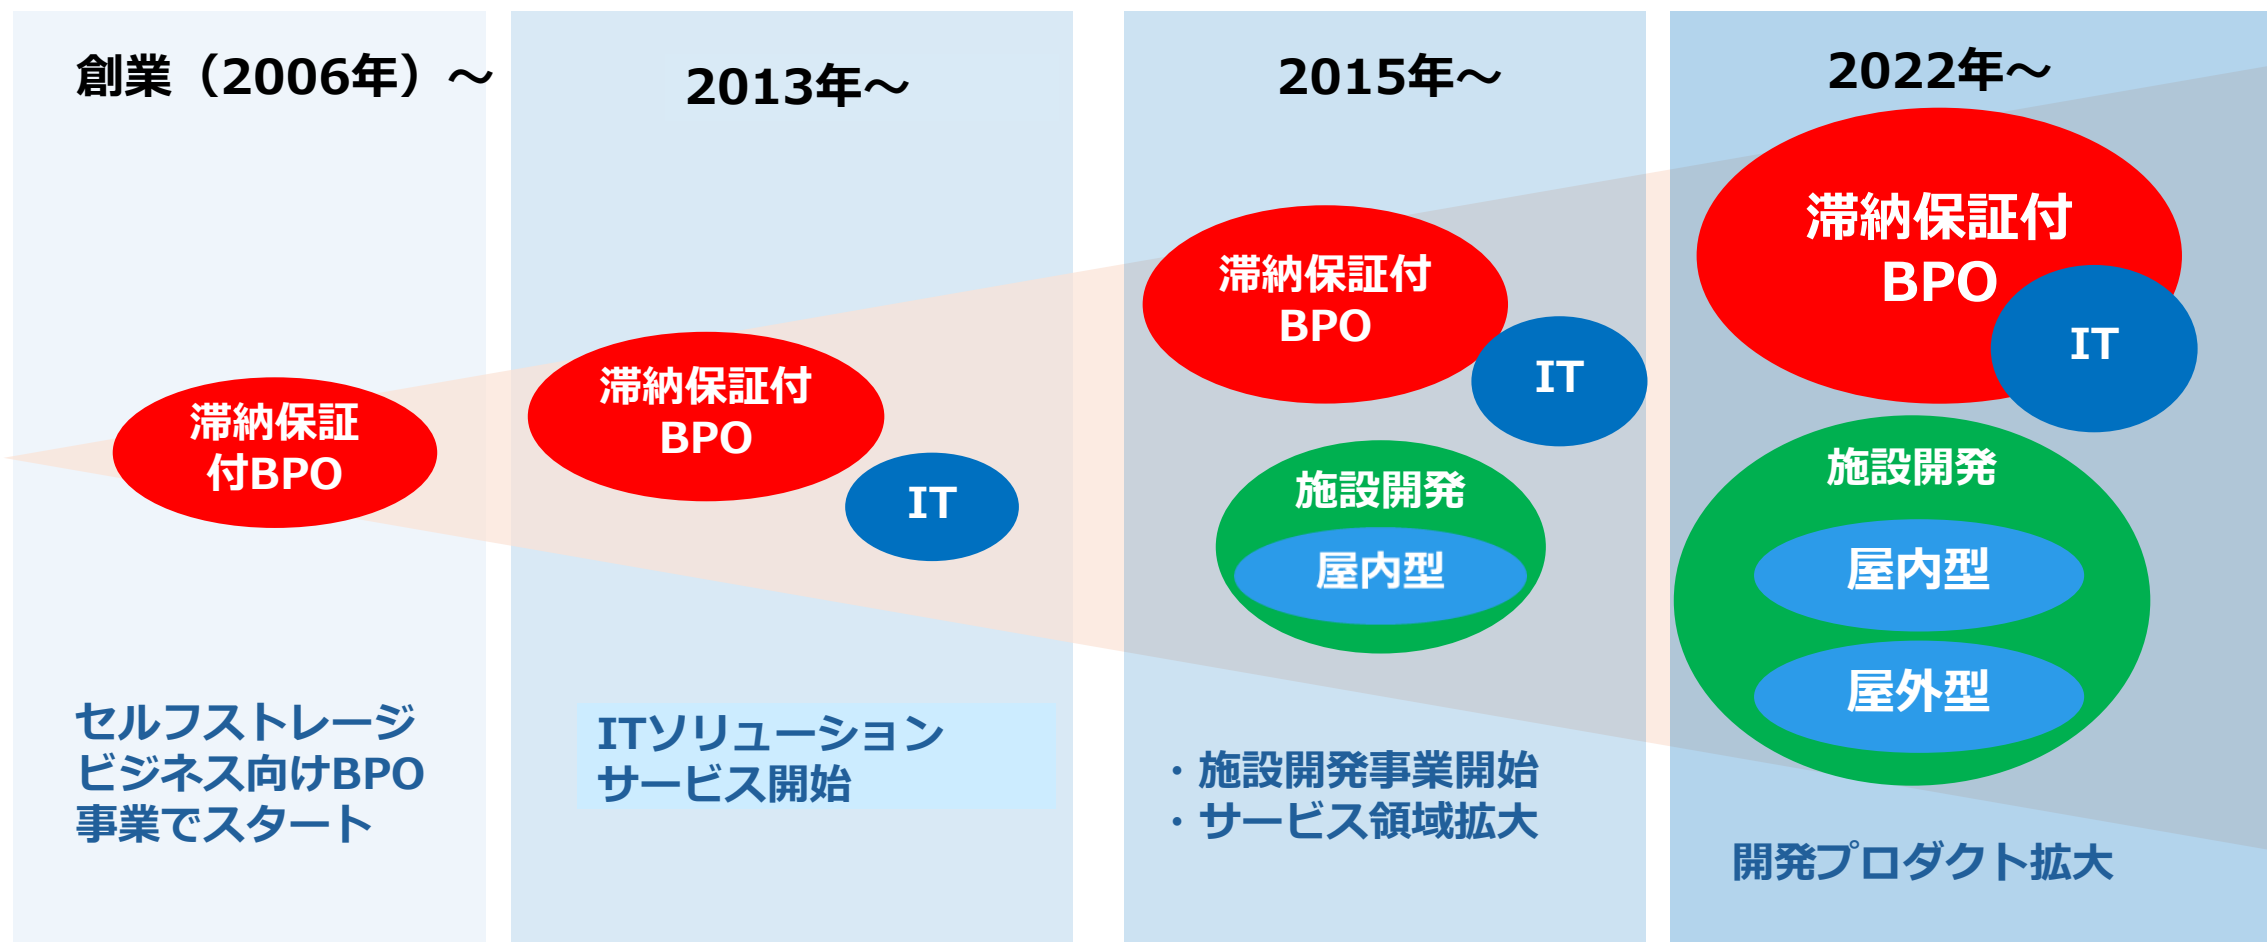 創業（2006年）～
滞納保証
付BPO
セルフストレージ
ビジネス向けBPO
事業でスタート
2013年～
滞納保証付
BPO
IT
ITソリューション
サービス開始
2015年～
滞納保証付
BPO
IT
施設開発
屋内型
・施設開発事業開始
・サービス領域拡大
2022年～
滞納保証付
BPO
IT
施設開発
屋内型
屋外型
開発プロダクト拡大